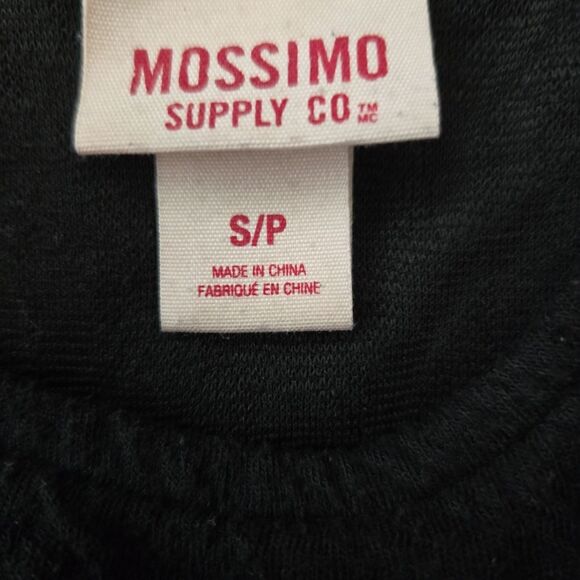 MOSSIMO
SUPPLY CO ™ MC
S/P
MADE IN CHINA
FABRIQUÉ EN CHINE